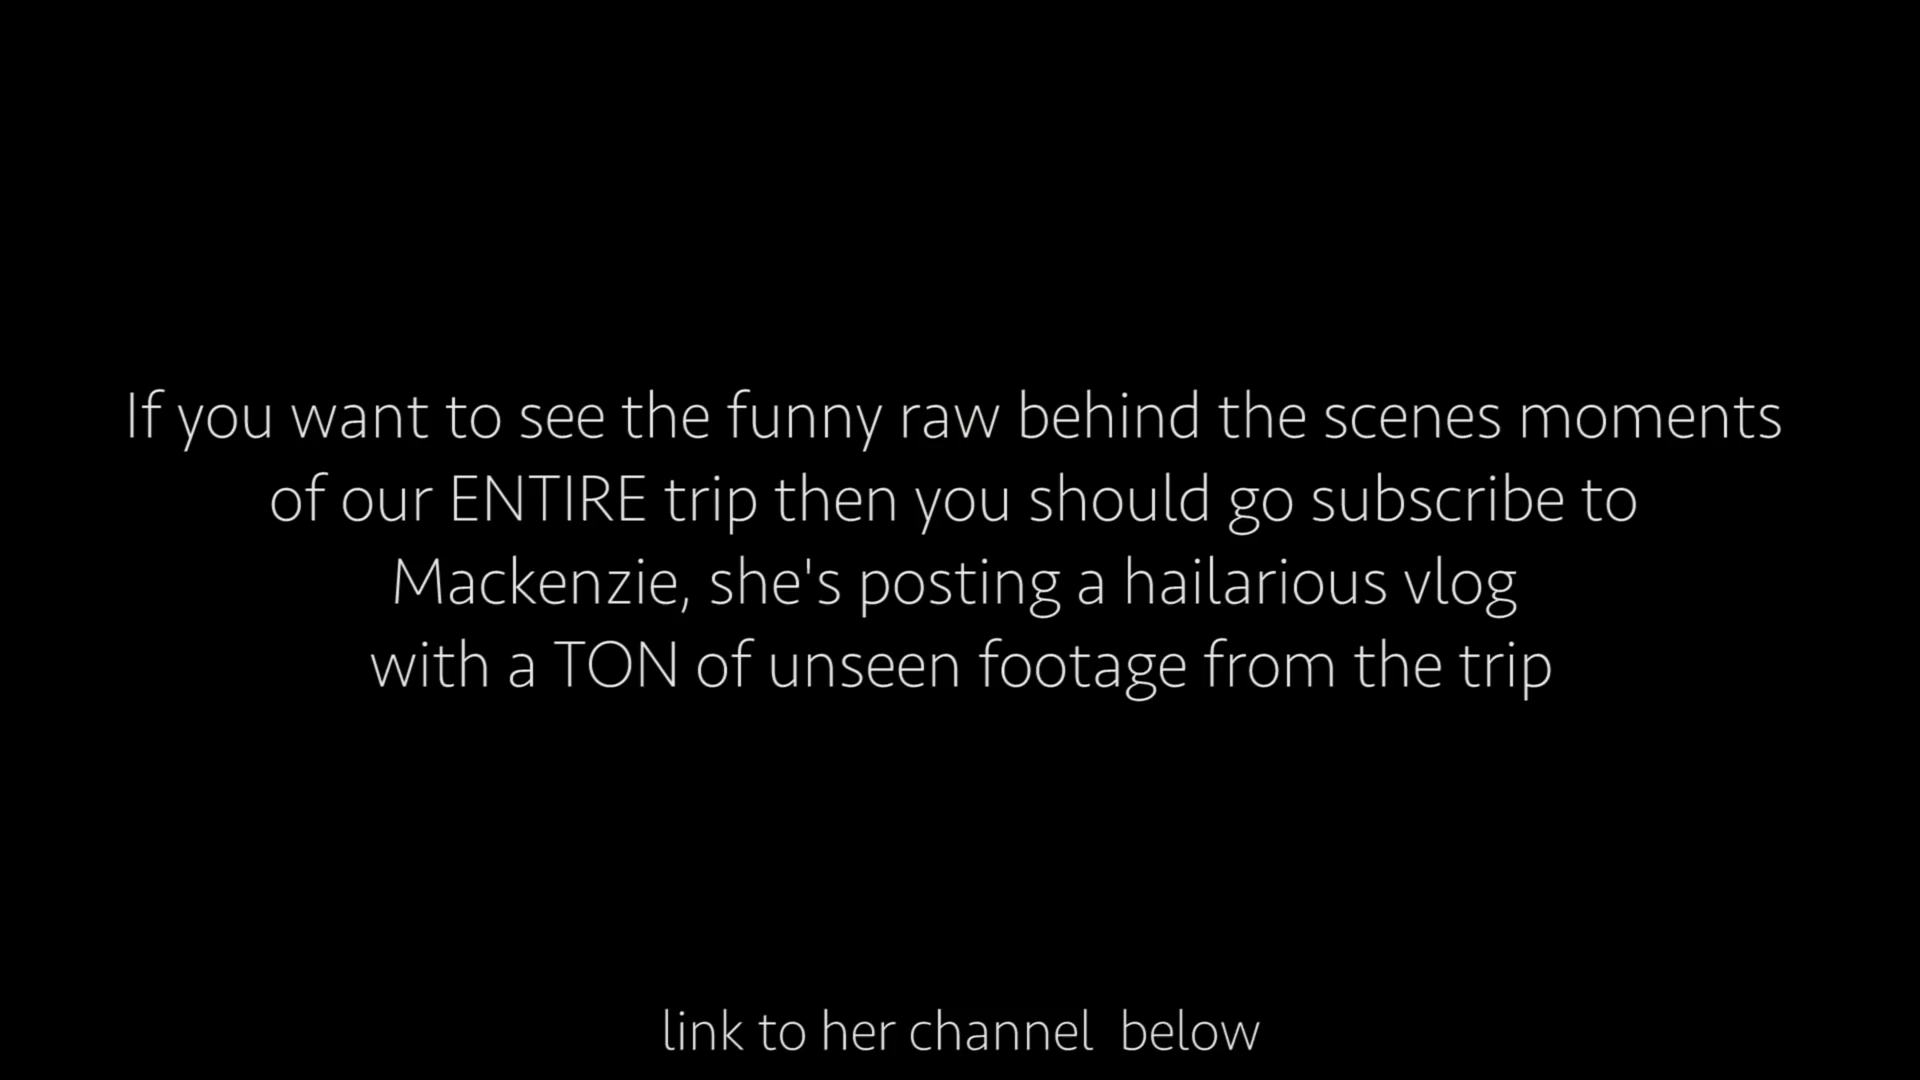 If you want to see the funny raw behind the scenes moments
of our ENTIRE trip then you should go subscribe to
Mackenzie, she's posting a hailarious vlog
with a TON of unseen footage from the trip
link to her channel  below